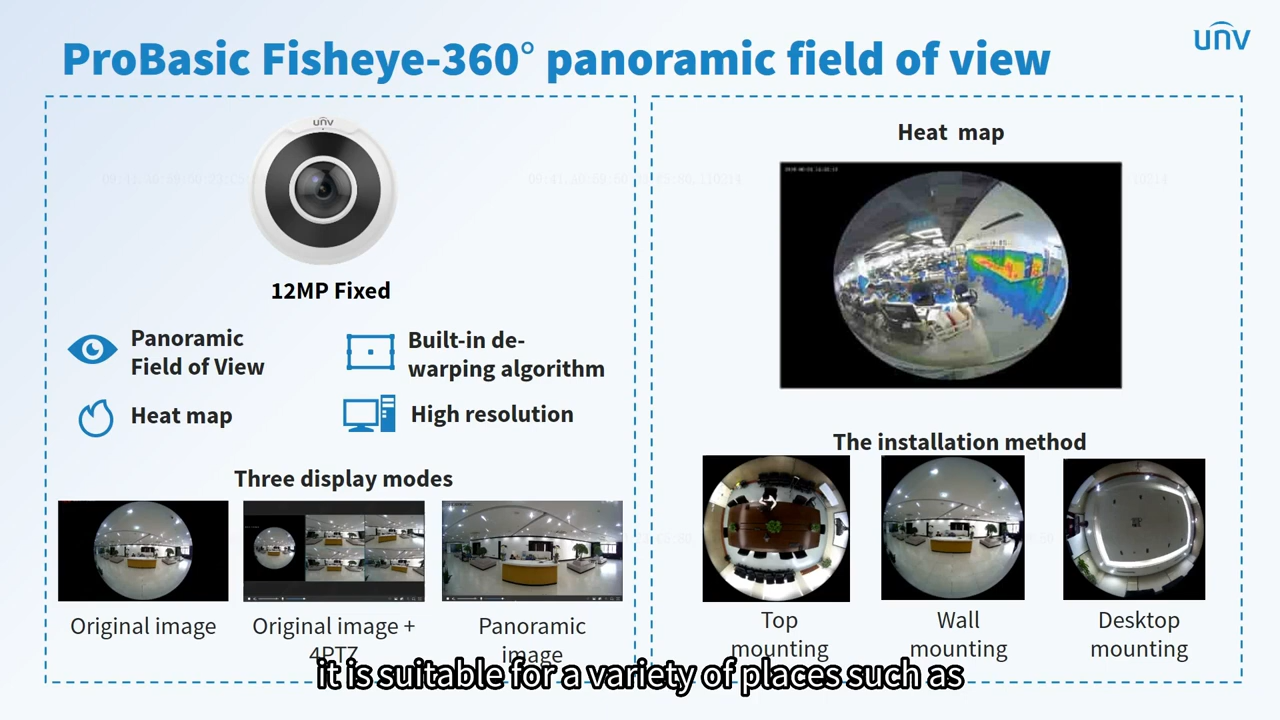 ProBasic Fisheye-360° panoramic field of view
unv
unv
12MP Fixed
Panoramic
Field of View
Built-in de-
warping algorithm
Heat map
High resolution
Three display modes
Original image
Original image +
4PTZ
Panoramic
image
Heat map
The installation method
Top
mounting
Wall
mounting
Desktop
mounting
it is suitable for a variety of places such as